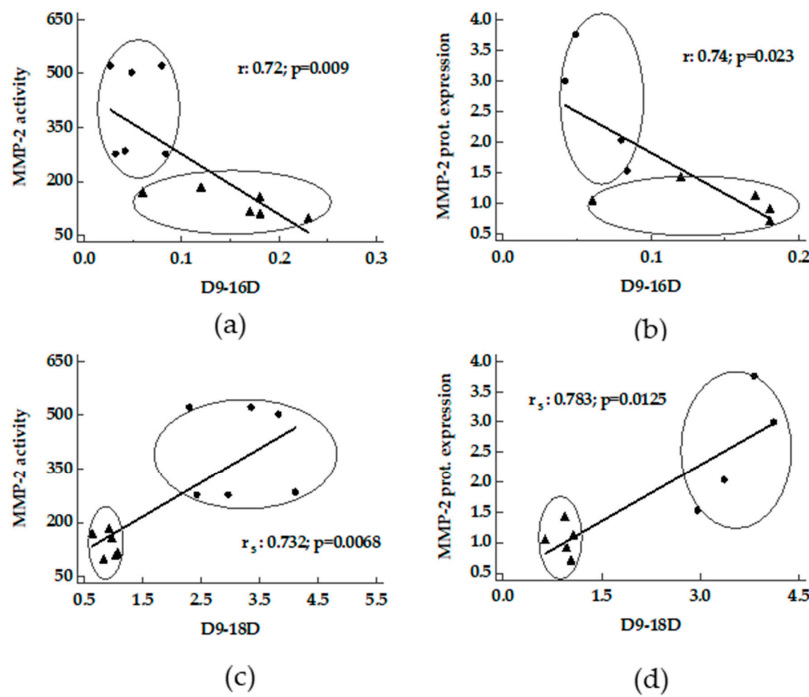 650
500
350
200
50
MMP-2 activity
r: 0.72; p=0.009
0.0 0.1 0.2 0.3
D9-16D
(a)
4.0
3.5
3.0
2.5
2.0
1.5
1.0
0.5
MMP-2 prot. expression
r: 0.74; p=0.023
0.0 0.1 0.2
D9-16D
(b)
650
500
350
200
50
MMP-2 activity
r s : 0.732; p=0.0068
0.5 1.5 2.5 3.5 4.5 5.5
D9-18D
(c)
4.0
3.5
3.0
2.5
2.0
1.5
1.0
0.5
MMP-2 prot. expression
r s : 0.783; p=0.0125
0.0 1.5 3.0 4.5
D9-18D
(d)